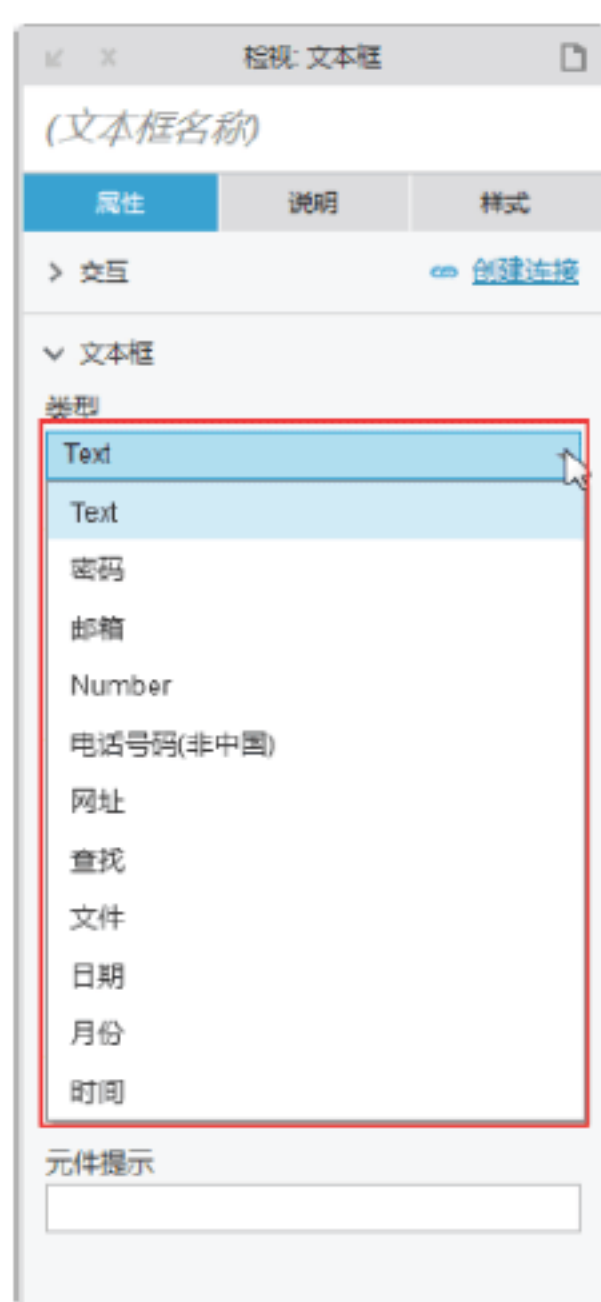 检视: 文本框
(文本框名称)
属性 说明 样式
交互 创建连接
文本框
类型
Text
Text
密码
邮箱
Number
电话号码(非中国)
网址
查找
文件
日期
月份
时间
元件提示